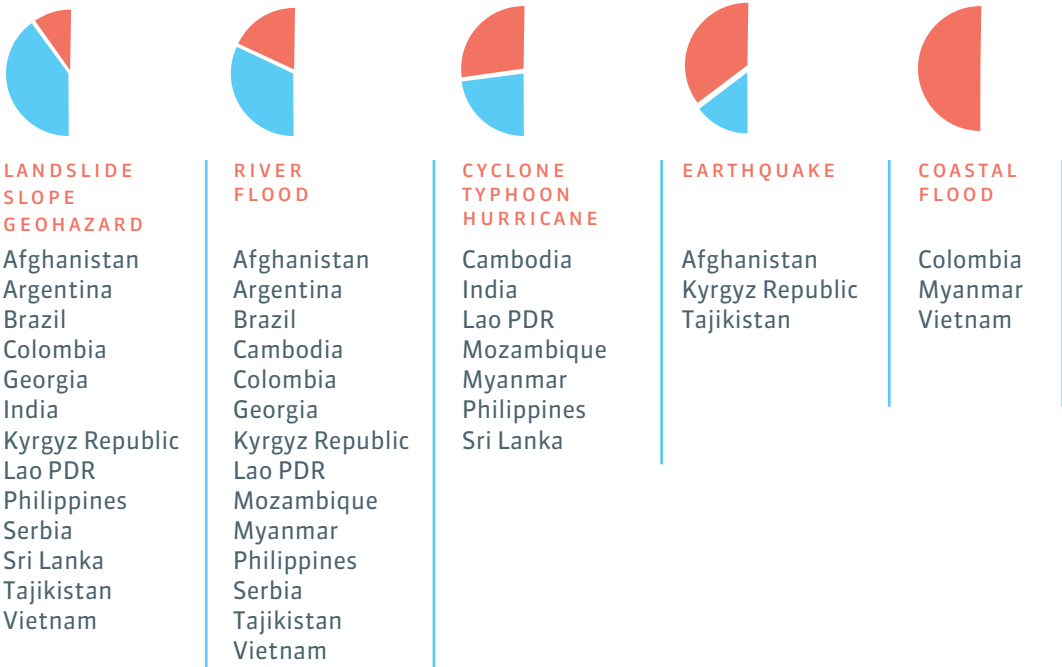 LANDSLIDE
SLOPE
GEOHAZARD
Afghanistan
Argentina
Brazil
Colombia
Georgia
India
Kyrgyz Republic
Lao PDR
Philippines
Serbia
Sri Lanka
Tajikistan
Vietnam
RIVER
FLOOD
Afghanistan
Argentina
Brazil
Cambodia
Colombia
Georgia
Kyrgyz Republic
Lao PDR
Mozambique
Myanmar
Philippines
Serbia
Tajikistan
Vietnam
CYCLONE
TYPHOON
HURRICANE
Cambodia
India
Lao PDR
Mozambique
Myanmar
Philippines
Sri Lanka
EARTHQUAKE
Afghanistan
Kyrgyz Republic
Tajikistan
COASTAL
FLOOD
Colombia
Myanmar
Vietnam